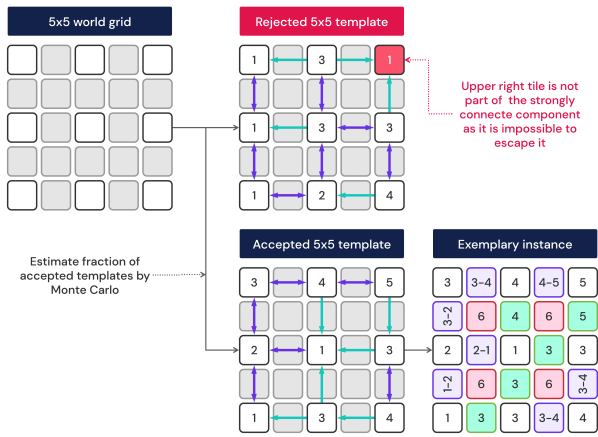 5x5 world grid
Rejected 5x5 template
1 3 1
1 3 3
1 2 4
Upper right tile is not
part of the strongly
connecte component
as it is impossible to
escape it
Estimate fraction of
accepted templates by
Monte Carlo
Accepted 5x5 template
3 4 5
2 1 3
1 3 4
Exemplary instance
3 3-4 4 4-5 5
3-2 6 4 6 5
2 2-1 1 3 3
1-2 6 3 6 3-4
1 3 3 3-4 4